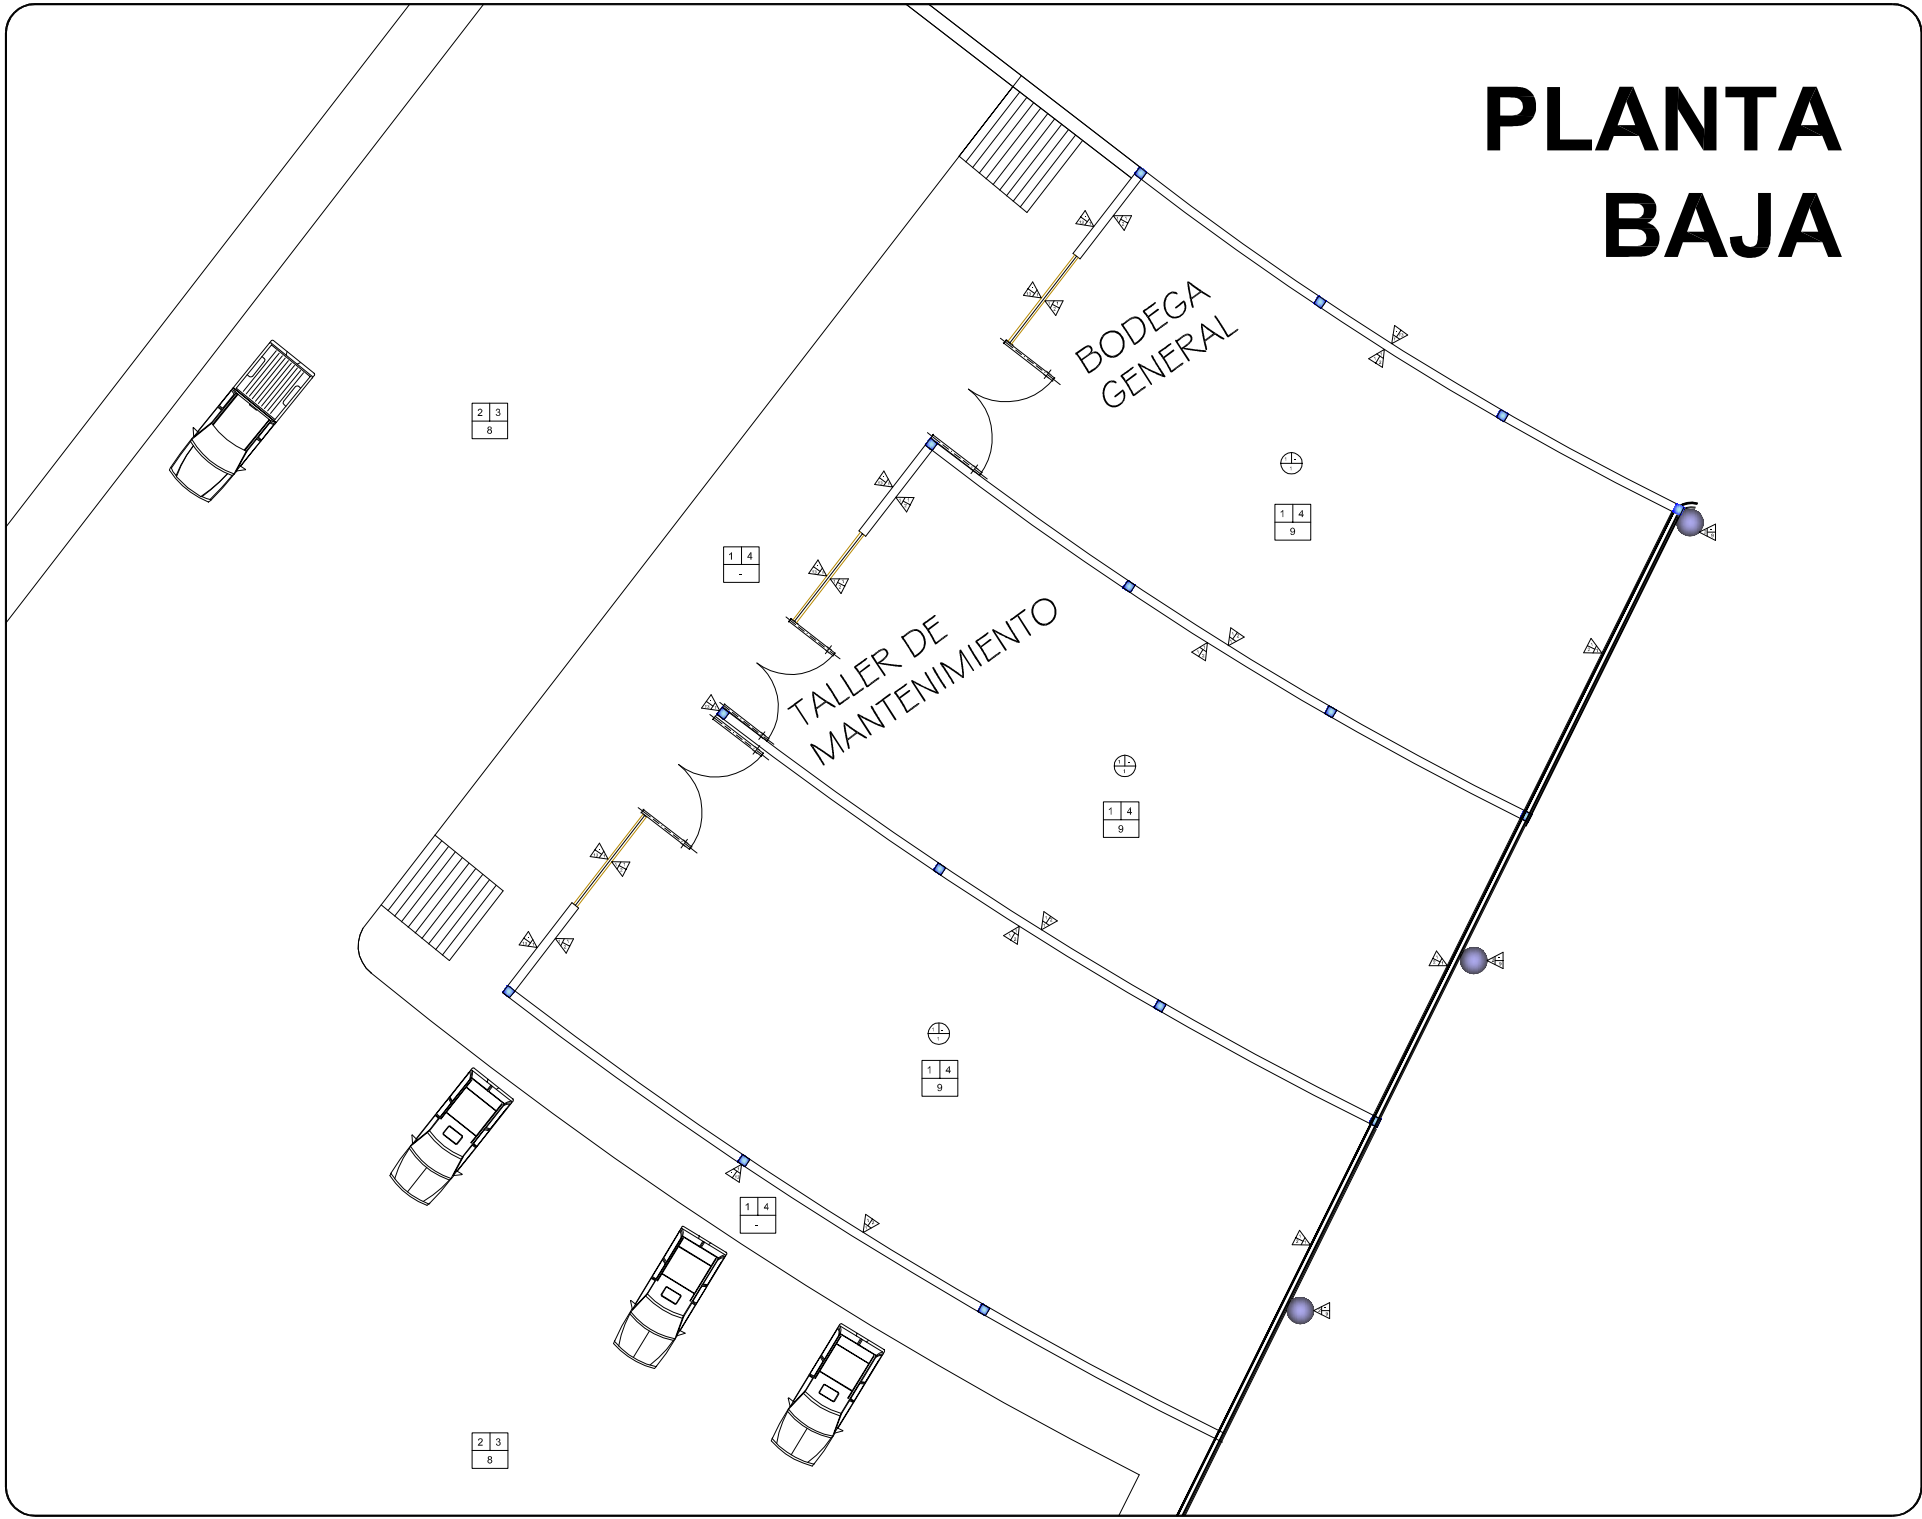 PLANTA
BAJA
BODEGA
GENERAL
2 3
8
1 4
9
1 4
-
TALLER DE
MANTENIMIENTO
1 4
9
1 4
9
1 4
-
2 3
8